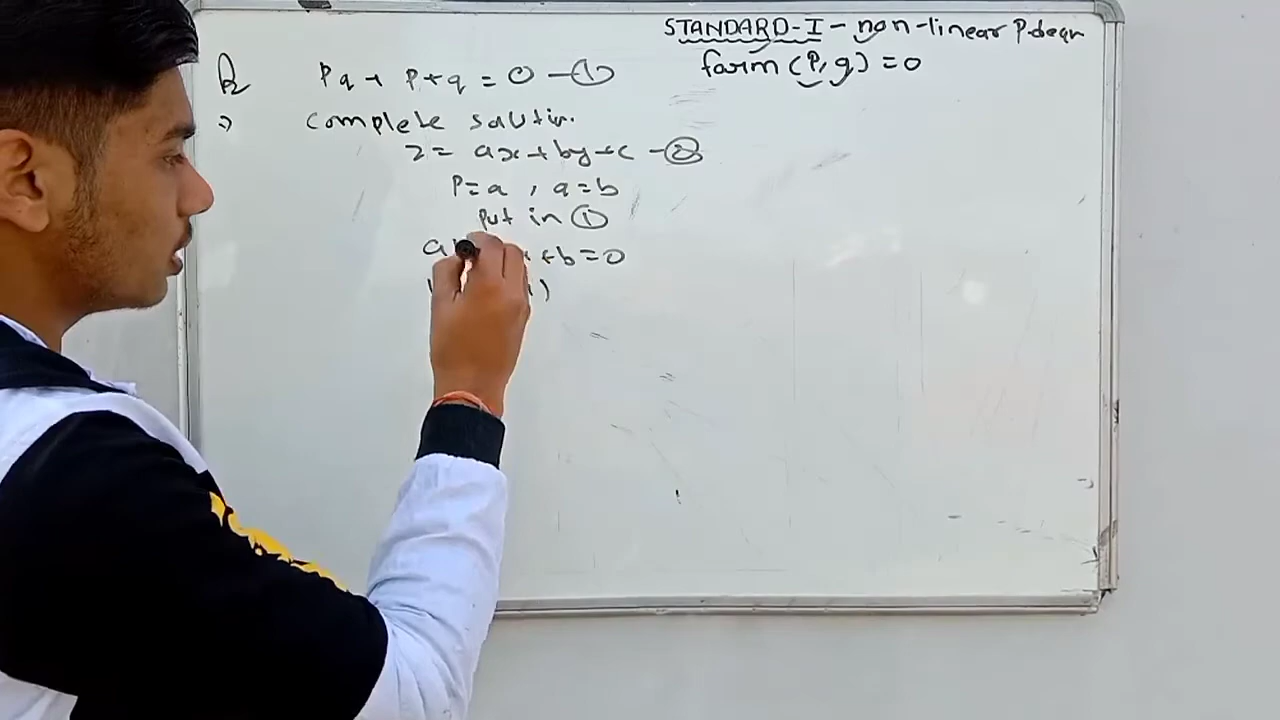 STANDARD-I - non-linear P.deqn
form (P, q) = 0
Pq + P+q = 0 - ①
complete solution.
z = ax + by + c - ②
P = a , q = b
Put in ①
+b = 0